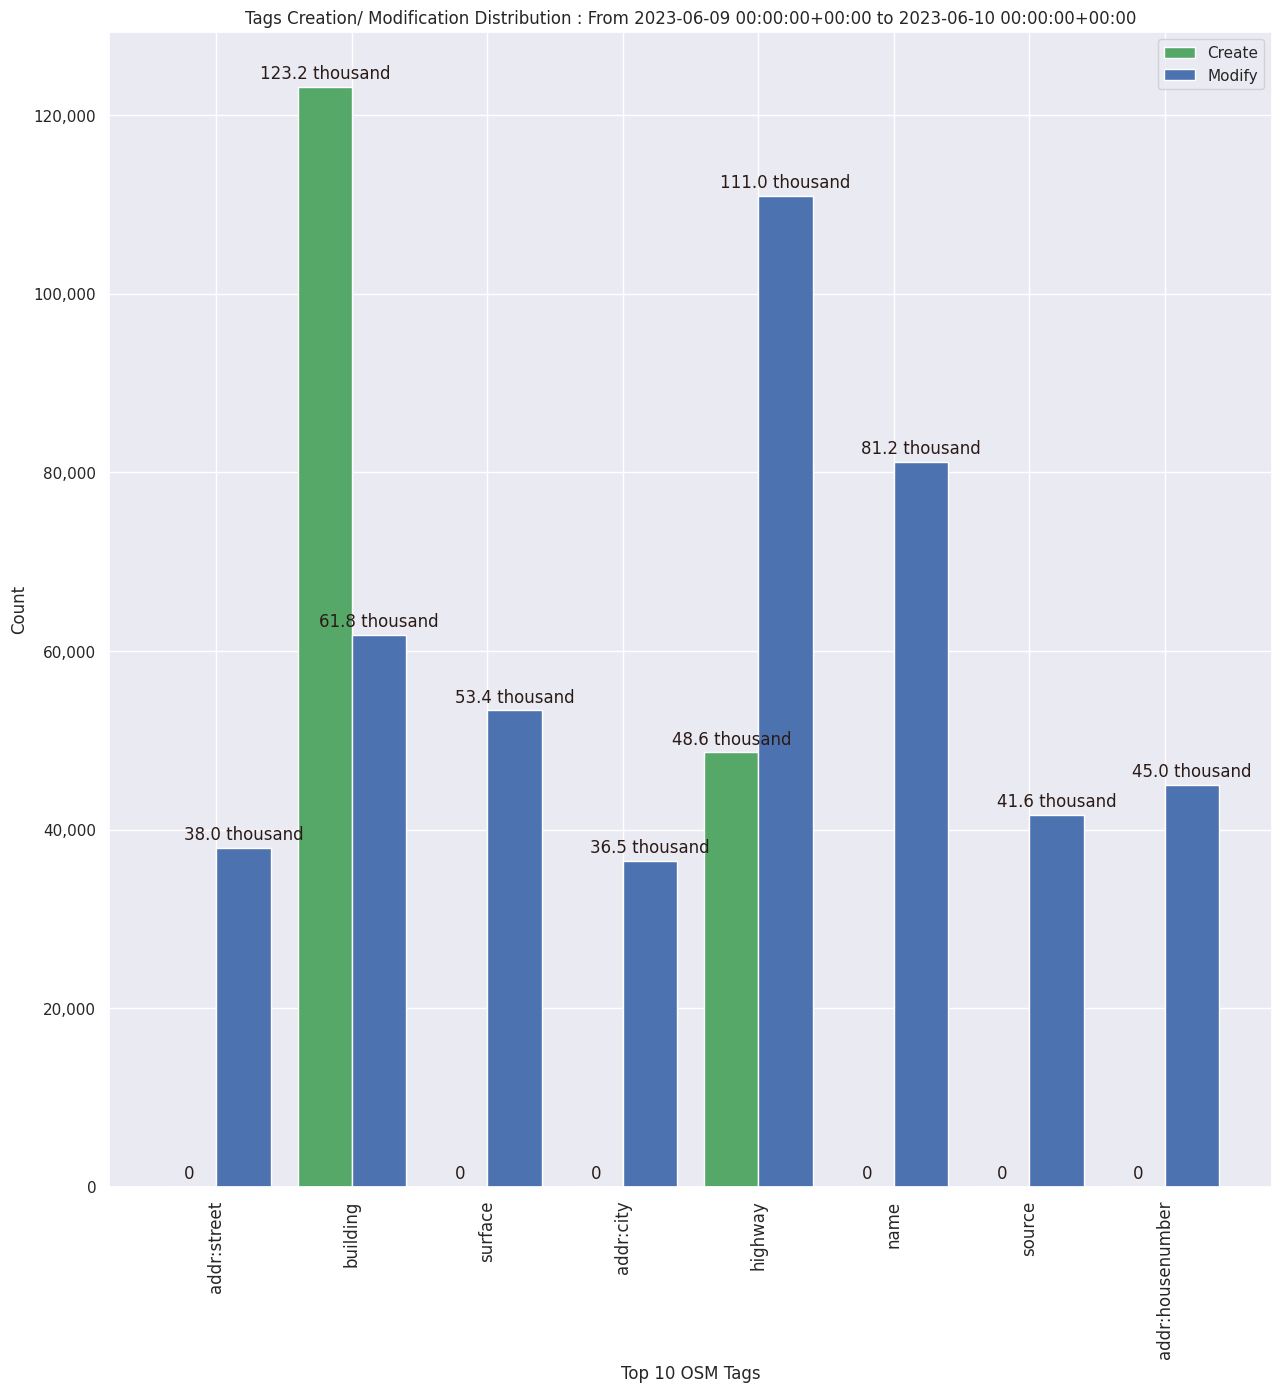 Tags Creation/ Modification Distribution : From 2023-06-09 00:00:00+00:00 to 2023-06-10 00:00:00+00:00
Create
Modify
123.2 thousand
111.0 thousand
81.2 thousand
61.8 thousand
53.4 thousand
48.6 thousand
45.0 thousand
41.6 thousand
38.0 thousand
36.5 thousand
0
0
0
0
0
0
120,000
100,000
80,000
60,000
40,000
20,000
0
Count
addr:street
building
surface
addr:city
highway
name
source
addr:housenumber
Top 10 OSM Tags